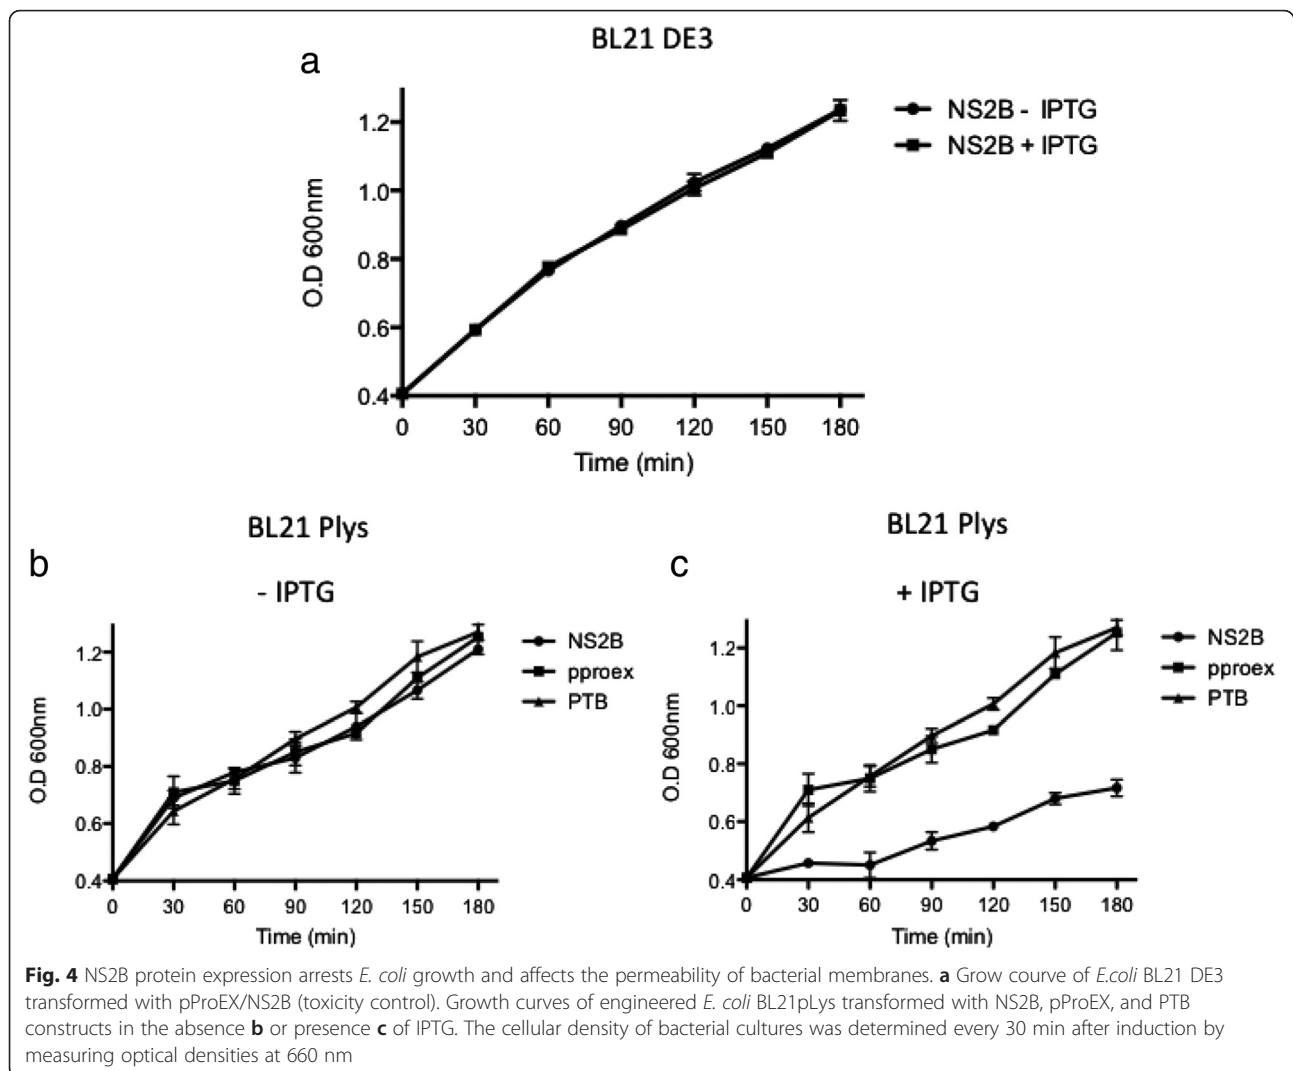 a
BL21 DE3
NS2B - IPTG
NS2B + IPTG
O.D 600nm
1.2
1.0
0.8
0.6
0.4
0 30 60 90 120 150 180
Time (min)
b
BL21 Plys
- IPTG
NS2B
pproex
PTB
O.D 600nm
1.2
1.0
0.8
0.6
0.4
0 30 60 90 120 150 180
Time (min)
c
BL21 Plys
+ IPTG
NS2B
pproex
PTB
O.D 600nm
1.2
1.0
0.8
0.6
0.4
0 30 60 90 120 150 180
Time (min)
Fig. 4 NS2B protein expression arrests E. coli growth and affects the permeability of bacterial membranes. a Grow courve of E.coli BL21 DE3
transformed with pProEX/NS2B (toxicity control). Growth curves of engineered E. coli BL21pLys transformed with NS2B, pProEX, and PTB
constructs in the absence b or presence c of IPTG. The cellular density of bacterial cultures was determined every 30 min after induction by
measuring optical densities at 660 nm